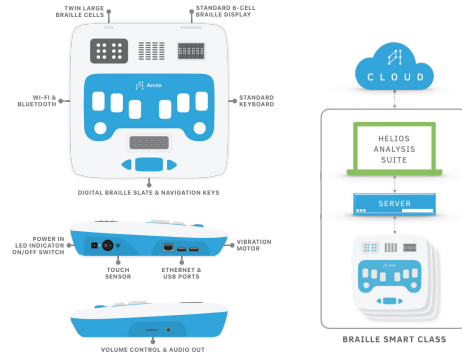 TWIN LARGE
BRAILLE CELLS
STANDARD 6-CELL
BRAILLE DISPLAY
WI-FI &
BLUETOOTH
Annie
STANDARD
KEYBOARD
DIGITAL BRAILLE SLATE & NAVIGATION KEYS
POWER IN
LED INDICATOR
ON/OFF SWITCH
TOUCH
SENSOR
ETHERNET &
USB PORTS
VIBRATION
MOTOR
VOLUME CONTROL & AUDIO OUT
CLOUD
HELIOS
ANALYSIS
SUITE
SERVER
BRAILLE SMART CLASS